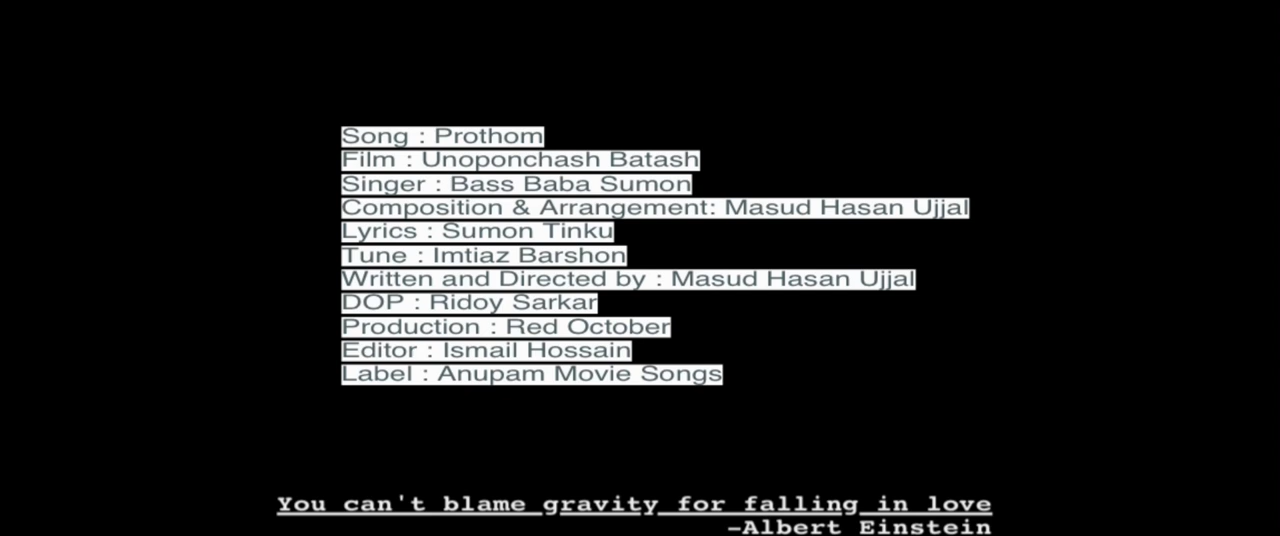 Song : Prothom
Film : Unoponchash Batash
Singer : Bass Baba Sumon
Composition & Arrangement: Masud Hasan Ujjal
Lyrics : Sumon Tinku
Tune : Imtiaz Barshon
Written and Directed by : Masud Hasan Ujjal
DOP : Ridoy Sarkar
Production : Red October
Editor : Ismail Hossain
Label : Anupam Movie Songs
You can't blame gravity for falling in love
-Albert Einstein